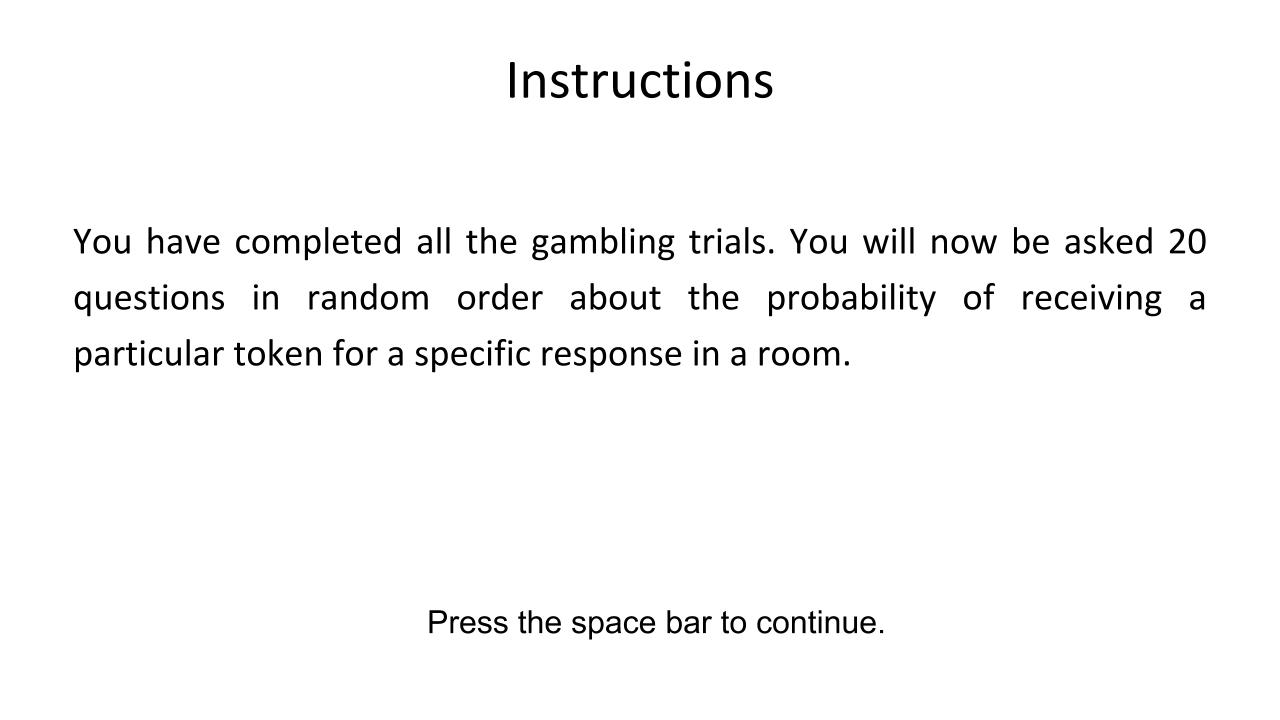 Instructions
You have completed all the gambling trials. You will now be asked 20
questions in random order about the probability of receiving a
particular token for a specific response in a room.
Press the space bar to continue.